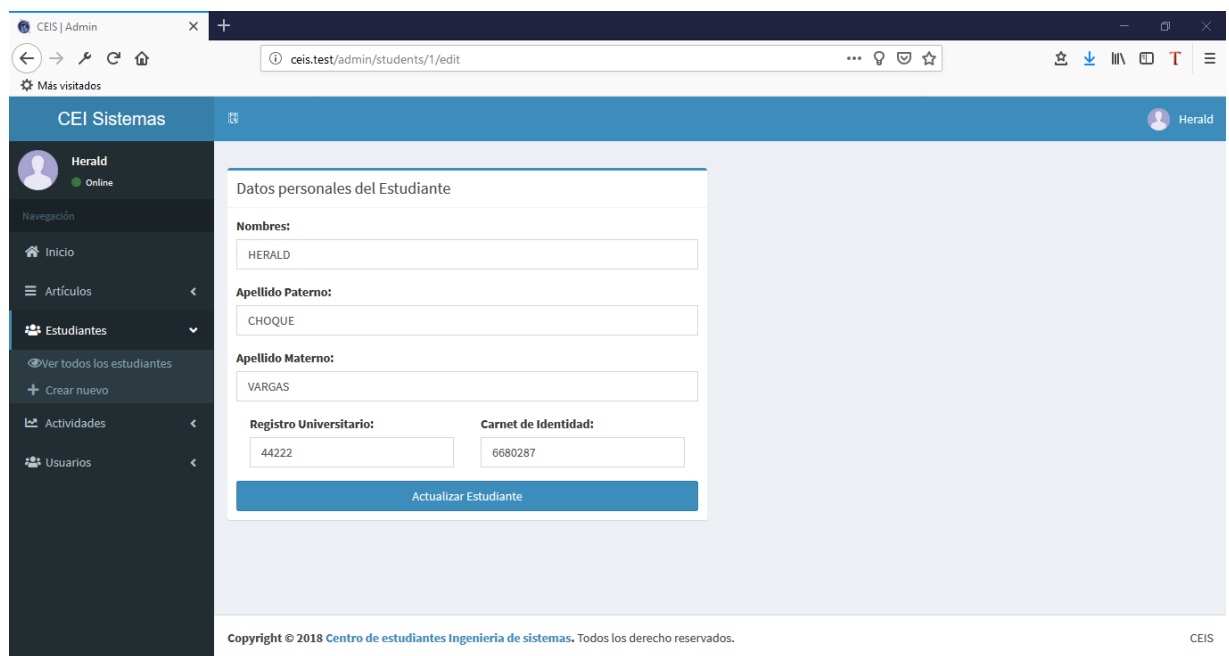 CEIS | Admin
ceis.test/admin/students/1/edit
Más visitados
CEI Sistemas
Herald
Herald
Online
Navegación
Inicio
Artículos
Estudiantes
Ver todos los estudiantes
Crear nuevo
Actividades
Usuarios
Datos personales del Estudiante
Nombres:
HERALD
Apellido Paterno:
CHOQUE
Apellido Materno:
VARGAS
Registro Universitario: Carnet de Identidad:
44222 6680287
Actualizar Estudiante
Copyright © 2018 Centro de estudiantes Ingenieria de sistemas. Todos los derecho reservados. CEIS